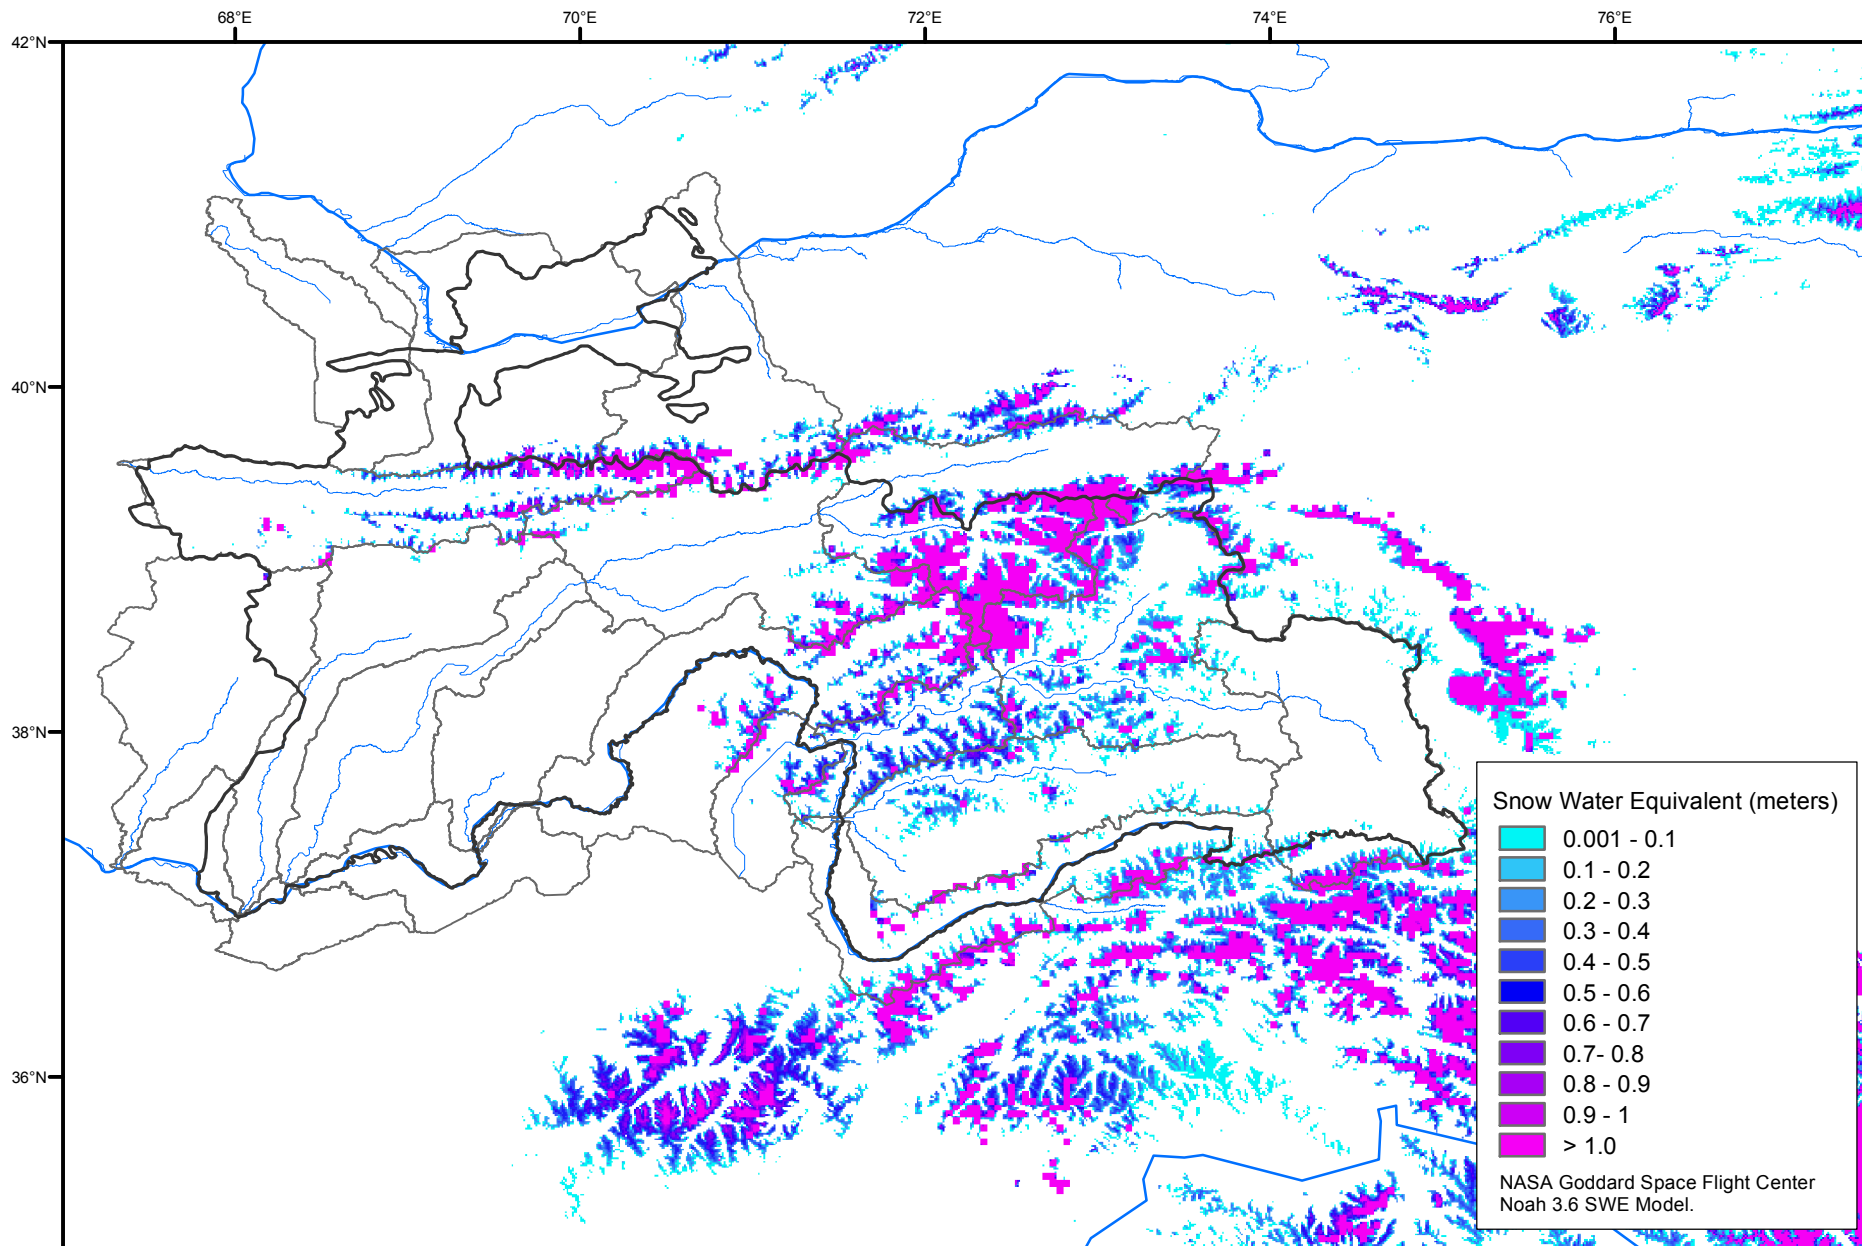 68°E 70°E 72°E 74°E 76°E
42°N
40°N
38°N
36°N
Snow Water Equivalent (meters)
0.001 - 0.1
0.1 - 0.2
0.2 - 0.3
0.3 - 0.4
0.4 - 0.5
0.5 - 0.6
0.6 - 0.7
0.7- 0.8
0.8 - 0.9
0.9 - 1
> 1.0
NASA Goddard Space Flight Center
Noah 3.6 SWE Model.